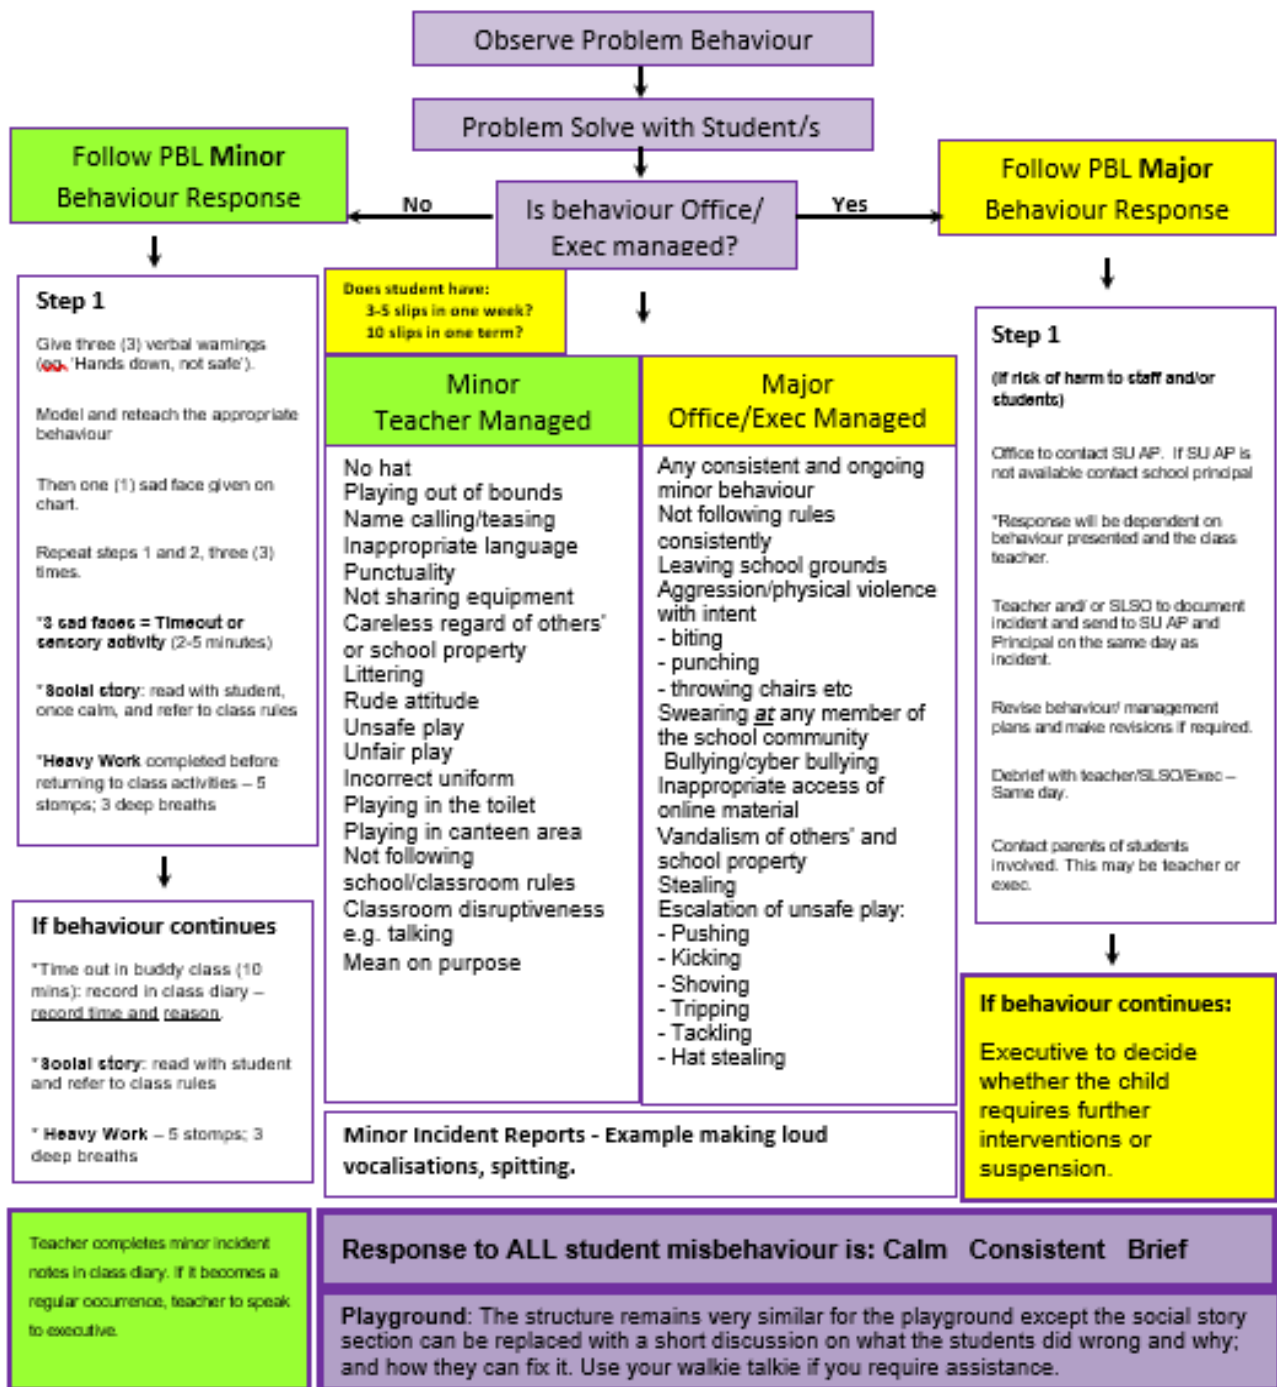 Observe Problem Behaviour
Problem Solve with Student/s
Is behaviour Office/
Exec managed?
No
Yes
Follow PBL Minor
Behaviour Response
Step 1
Give three (3) verbal warnings
(eg. 'Hands down, not safe').
Model and reteach the appropriate
behaviour
Then one (1) sad face given on
chart.
Repeat steps 1 and 2, three (3)
times.
*3 sad faces = Timeout or
sensory activity (2-5 minutes)
*Social story: read with student,
once calm, and refer to class rules
*Heavy Work completed before
returning to class activities – 5
stomps; 3 deep breaths
If behaviour continues
*Time out in buddy class (10
mins): record in class diary –
record time and reason.
*Social story: read with student
and refer to class rules
* Heavy Work – 5 stomps; 3
deep breaths
Teacher completes minor incident
notes in class diary. If it becomes a
regular occurrence, teacher to speak
to executive.
Does student have:
3-5 slips in one week?
10 slips in one term?
Minor
Teacher Managed
No hat
Playing out of bounds
Name calling/teasing
Inappropriate language
Punctuality
Not sharing equipment
Careless regard of others'
or school property
Littering
Rude attitude
Unsafe play
Unfair play
Incorrect uniform
Playing in the toilet
Playing in canteen area
Not following
school/classroom rules
Classroom disruptiveness
e.g. talking
Mean on purpose
Major
Office/Exec Managed
Any consistent and ongoing
minor behaviour
Not following rules
consistently
Leaving school grounds
Aggression/physical violence
with intent
- biting
- punching
- throwing chairs etc
Swearing at any member of
the school community
Bullying/cyber bullying
Inappropriate access of
online material
Vandalism of others' and
school property
Stealing
Escalation of unsafe play:
- Pushing
- Kicking
- Shoving
- Tripping
- Tackling
- Hat stealing
Minor Incident Reports - Example making loud
vocalisations, spitting.
Follow PBL Major
Behaviour Response
Step 1
(If risk of harm to staff and/or
students)
Office to contact SU AP. If SU AP is
not available contact school principal
*Response will be dependent on
behaviour presented and the class
teacher.
Teacher and/ or SLSO to document
incident and send to SU AP and
Principal on the same day as
incident.
Revise behaviour/ management
plans and make revisions if required.
Debrief with teacher/SLSO/Exec –
Same day.
Contact parents of students
involved. This may be teacher or
exec.
If behaviour continues:
Executive to decide
whether the child
requires further
interventions or
suspension.
Response to ALL student misbehaviour is: Calm Consistent Brief
Playground: The structure remains very similar for the playground except the social story
section can be replaced with a short discussion on what the students did wrong and why;
and how they can fix it. Use your walkie talkie if you require assistance.